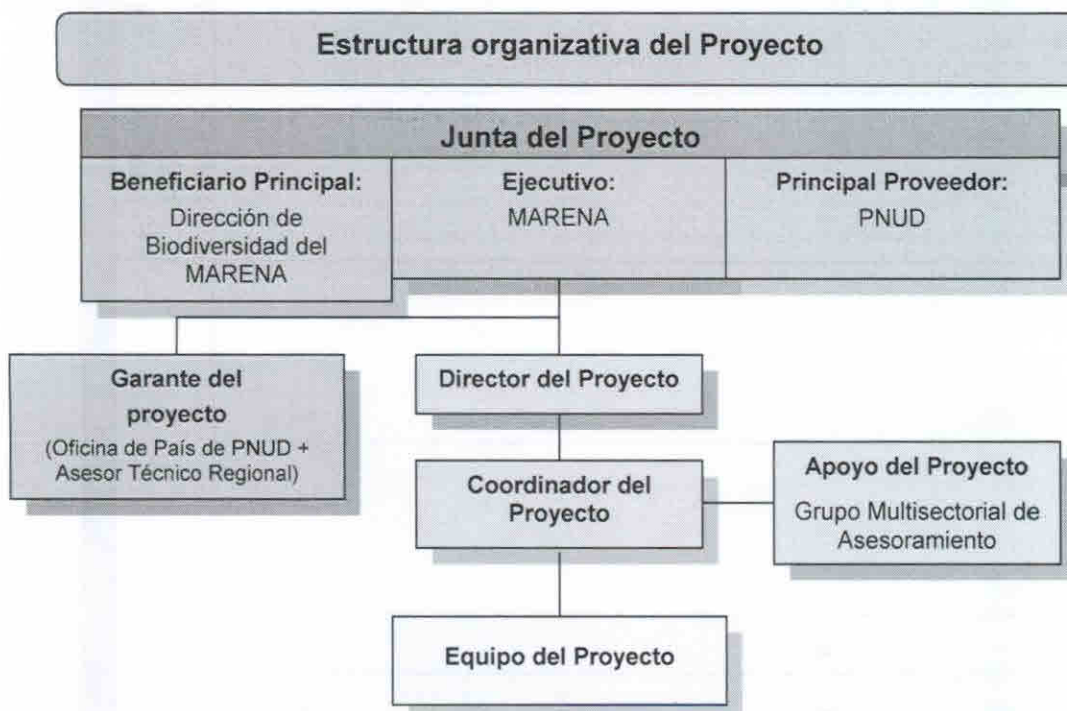 Estructura organizativa del Proyecto
Junta del Proyecto
Beneficiario Principal:
Dirección de
Biodiversidad del
MARENA
Ejecutivo:
MARENA
Principal Proveedor:
PNUD
Garante del
proyecto
(Oficina de País de PNUD +
Asesor Técnico Regional)
Director del Proyecto
Coordinador del
Proyecto
Apoyo del Proyecto
Grupo Multisectorial de
Asesoramiento
Equipo del Proyecto